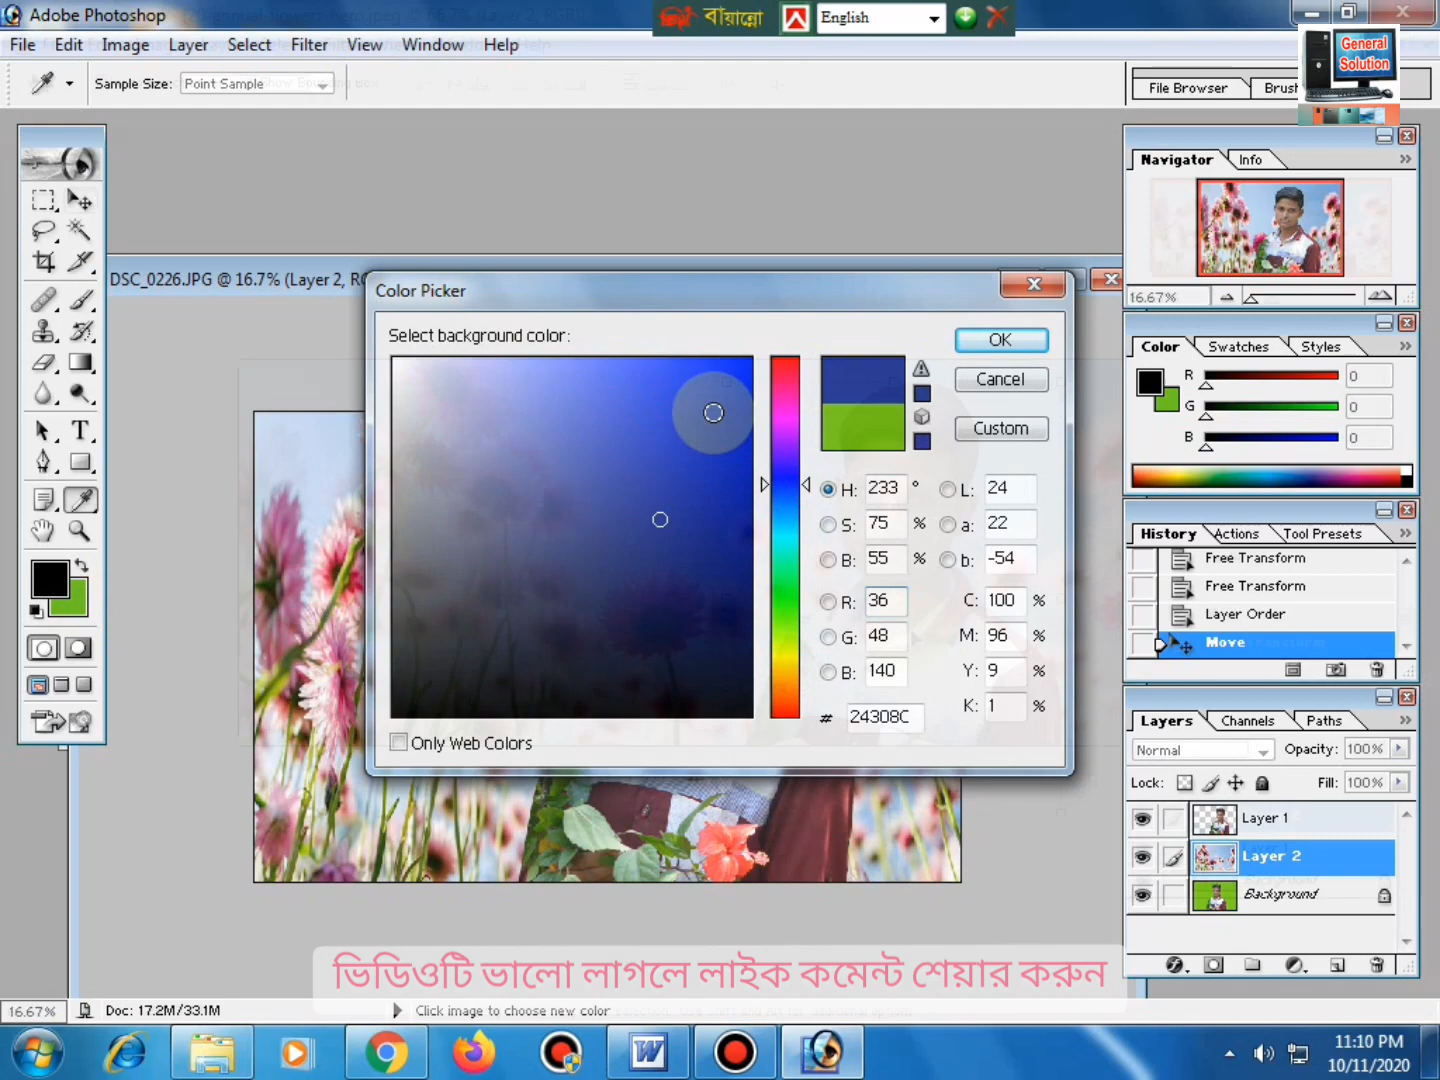 Adobe Photoshop
বায়ান্নো
English
File Edit Image Layer Select Filter View Window Help
General
Solution
Sample Size: Point Sample
File Browser
Brus
Navigator
Info
16.67%
DSC_0226.JPG @ 16.7% (Layer 2, R
Color Picker
Select background color:
OK
Cancel
Custom
H: 233 °
L: 24
S: 75 %
a: 22
B: 55 %
b: -54
R: 36
C: 100 %
G: 48
M: 96 %
B: 140
Y: 9 %
K: 1 %
# 24308C
Only Web Colors
Color
Swatches
Styles
R 0
G 0
B 0
History
Actions
Tool Presets
Free Transform
Free Transform
Layer Order
Move
Layers
Channels
Paths
Normal
Opacity: 100%
Lock:
Fill: 100%
Layer 1
Layer 2
Background
ভিডিওটি ভালো লাগলে লাইক কমেন্ট শেয়ার করুন
16.67%
Doc: 17.2M/33.1M
Click image to choose new color
11:10 PM
10/11/2020